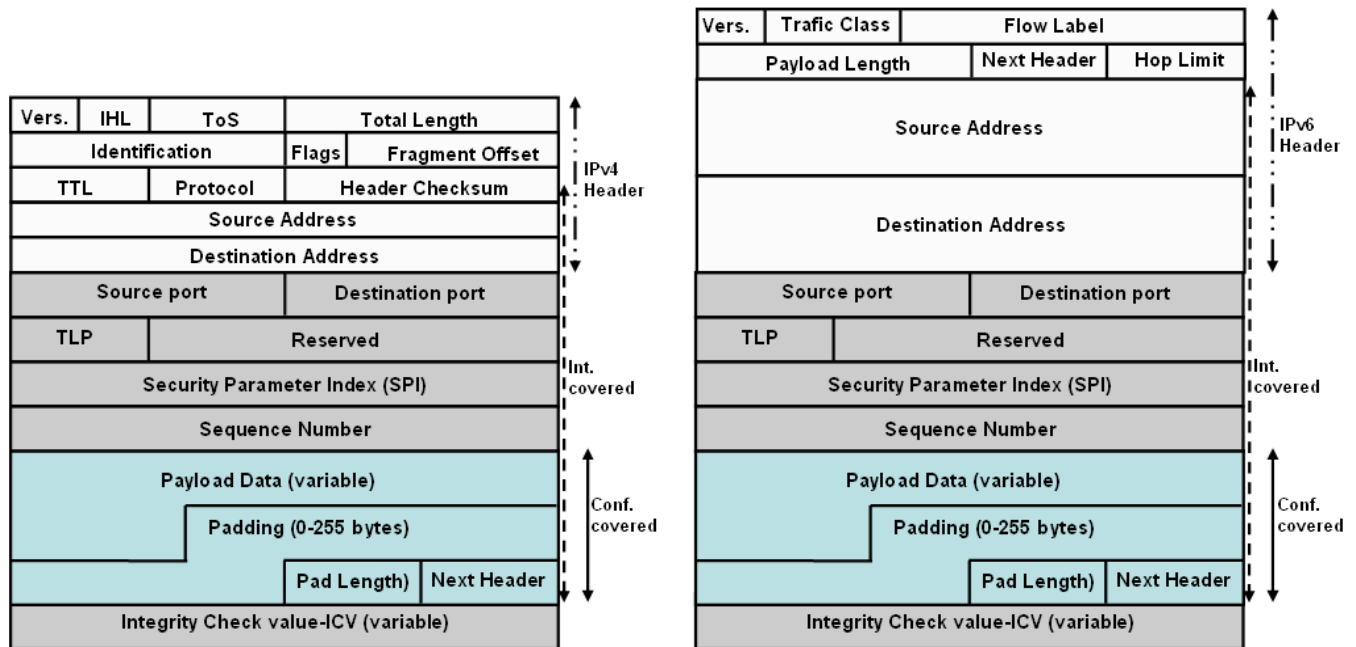 Vers. IHL ToS Total Length
Identification Flags Fragment Offset
TTL Protocol Header Checksum
Source Address
Destination Address
Source port Destination port
TLP Reserved
Security Parameter Index (SPI)
Sequence Number
Payload Data (variable)
Padding (0-255 bytes)
Pad Length) Next Header
Integrity Check value-ICV (variable)
IPv4
Header
Int.
covered
Conf.
covered
Vers. Trafic Class Flow Label
Payload Length Next Header Hop Limit
Source Address
Destination Address
Source port Destination port
TLP Reserved
Security Parameter Index (SPI)
Sequence Number
Payload Data (variable)
Padding (0-255 bytes)
Pad Length) Next Header
Integrity Check value-ICV (variable)
IPv6
Header
Int.
covered
Conf.
covered